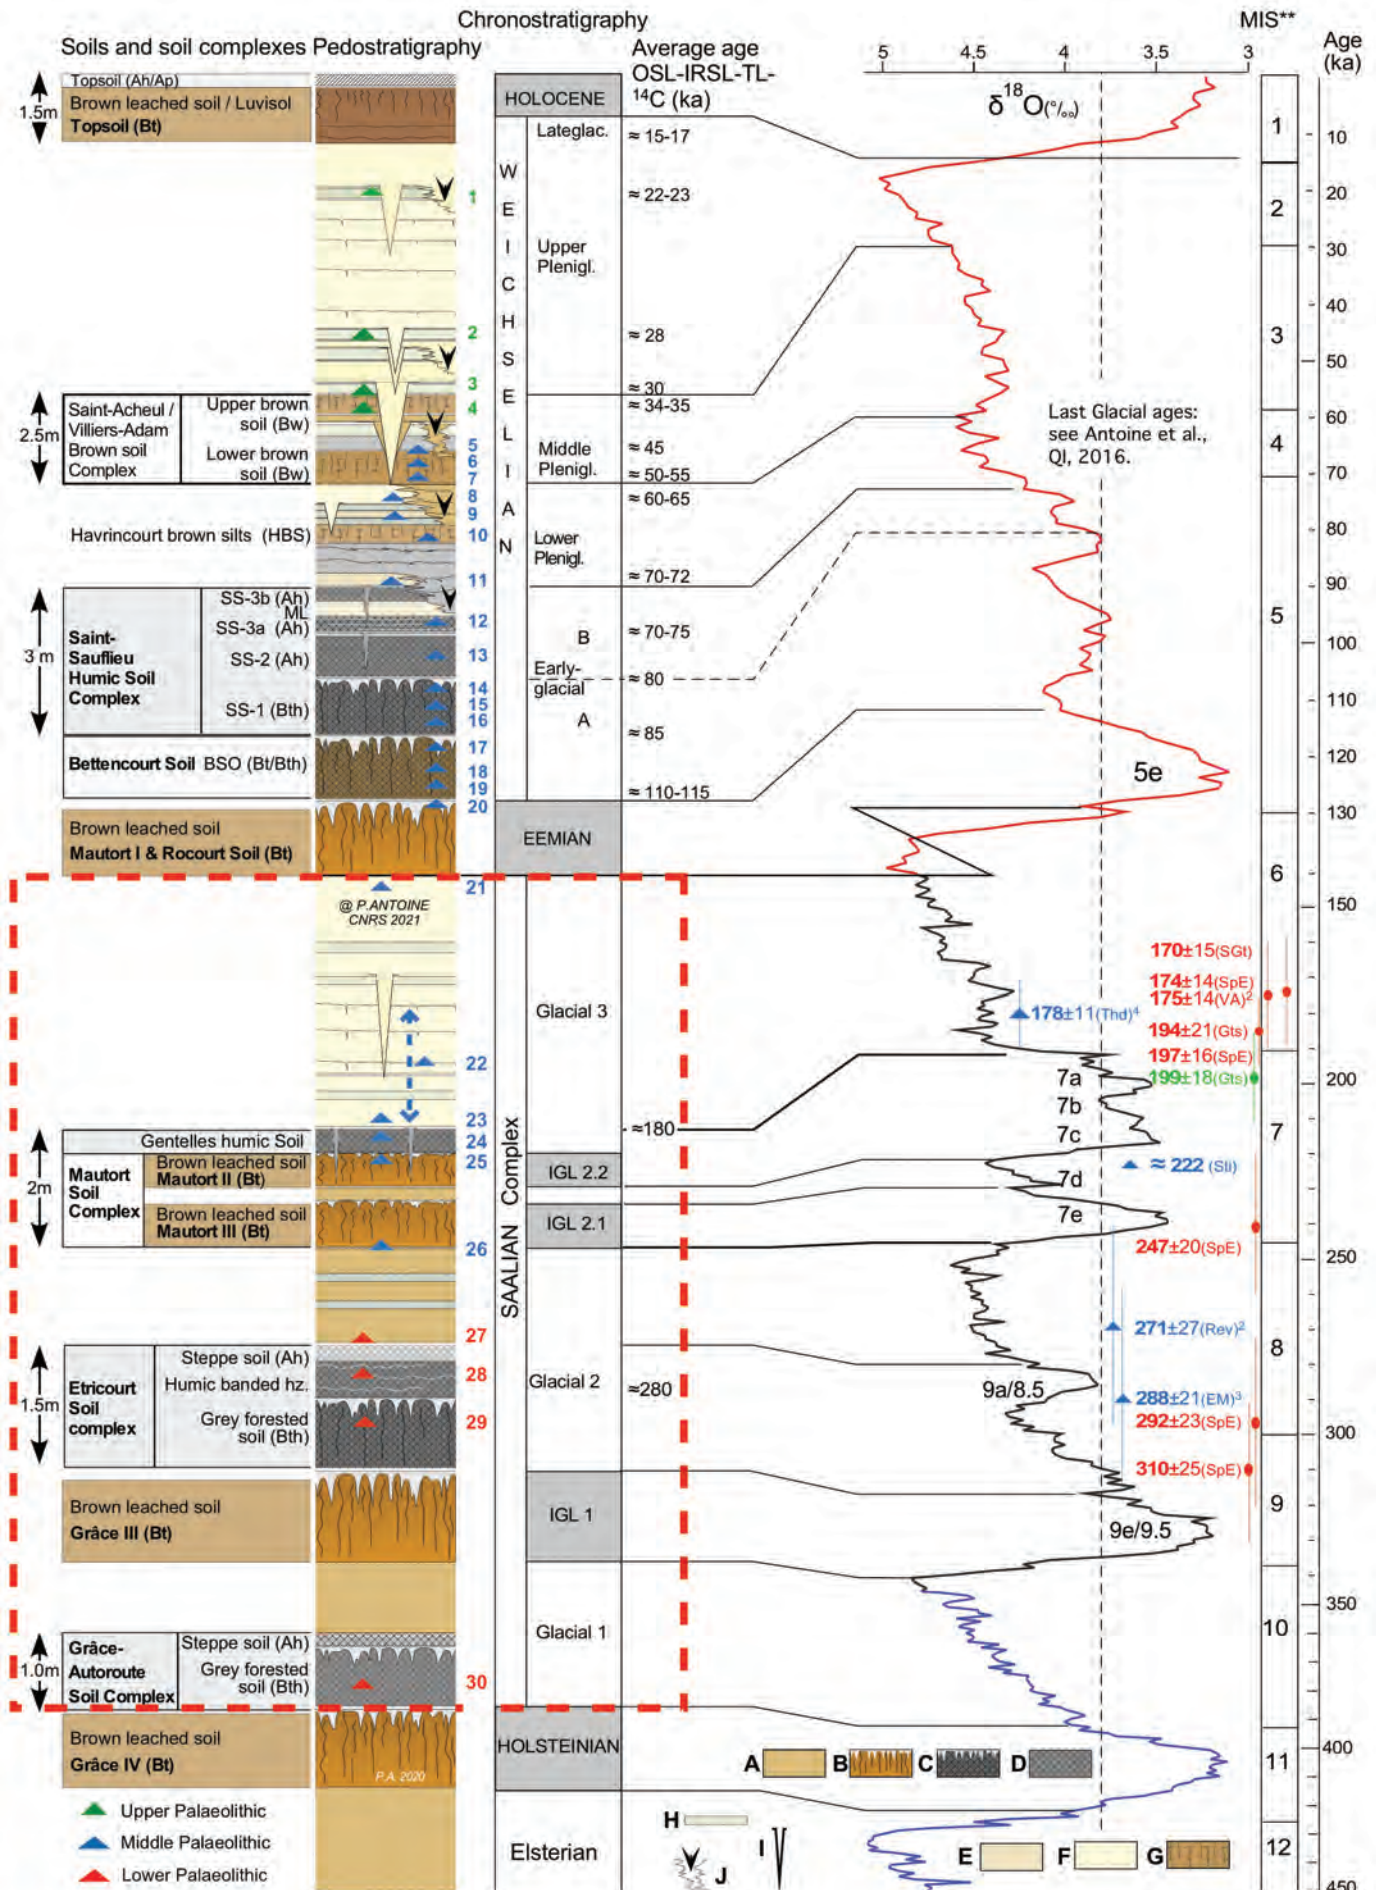 Chronostratigraphy
MIS**
Soils and soil complexes Pedostratigraphy
Average age
OSL-IRSL-TL-
14C (ka)
5 4.5 4 3.5 3
Age
(ka)
δ18O(°/oo)
Topsoil (Ah/Ap)
Brown leached soil / Luvisol
Topsoil (Bt)
1.5m
HOLOCENE
WEICHSELIAN
Lateglac.
≈ 15-17
≈ 22-23
Upper
Plenigl.
≈ 28
≈ 30
≈ 34-35
Middle
Plenigl.
≈ 45
≈ 50-55
≈ 60-65
Lower
Plenigl.
≈ 70-72
B
≈ 70-75
Early-
glacial
≈ 80
A
≈ 85
≈ 110-115
EEMIAN
2.5m
Saint-Acheul /
Villiers-Adam
Brown soil
Complex
Upper brown
soil (Bw)
Lower brown
soil (Bw)
Havrincourt brown silts (HBS)
3 m
Saint-
Sauflieu
Humic Soil
Complex
SS-3b (Ah)
ML
SS-3a (Ah)
SS-2 (Ah)
SS-1 (Bth)
Bettencourt Soil BSO (Bt/Bth)
Brown leached soil
Mautort I & Rocourt Soil (Bt)
1
2
3
4
5
6
7
8
9
10
11
12
13
14
15
16
17
18
19
20
21
22
23
24
25
26
27
28
29
30
@ P.ANTOINE
CNRS 2021
SAALIAN Complex
Glacial 3
≈180
IGL 2.2
IGL 2.1
Glacial 2
≈280
IGL 1
Glacial 1
HOLSTEINIAN
Elsterian
2m
Gentelles humic Soil
Mautort
Soil
Complex
Brown leached soil
Mautort II (Bt)
Brown leached soil
Mautort III (Bt)
1.5m
Etricourt
Soil
complex
Steppe soil (Ah)
Humic banded hz.
Grey forested
soil (Bth)
Brown leached soil
Grâce III (Bt)
1.0m
Grâce-
Autoroute
Soil Complex
Steppe soil (Ah)
Grey forested
soil (Bth)
Brown leached soil
Grâce IV (Bt)
P.A. 2020
Upper Palaeolithic
Middle Palaeolithic
Lower Palaeolithic
Last Glacial ages:
see Antoine et al.,
QI, 2016.
5e
170±15(SGt)
174±14(SpE)
175±14(VA)2
178±11(Thd)4
194±21(Gts)
197±16(SpE)
199±18(Gts)
7a
7b
7c
≈ 222 (Sti)
7d
7e
247±20(SpE)
271±27(Rev)2
9a/8.5
288±21(EM)3
292±23(SpE)
310±25(SpE)
9e/9.5
A B C D
E F G
H
I
J
1
2
3
4
5
6
7
8
9
10
11
12
10
20
30
40
50
60
70
80
90
100
110
120
130
150
200
250
300
350
400
450